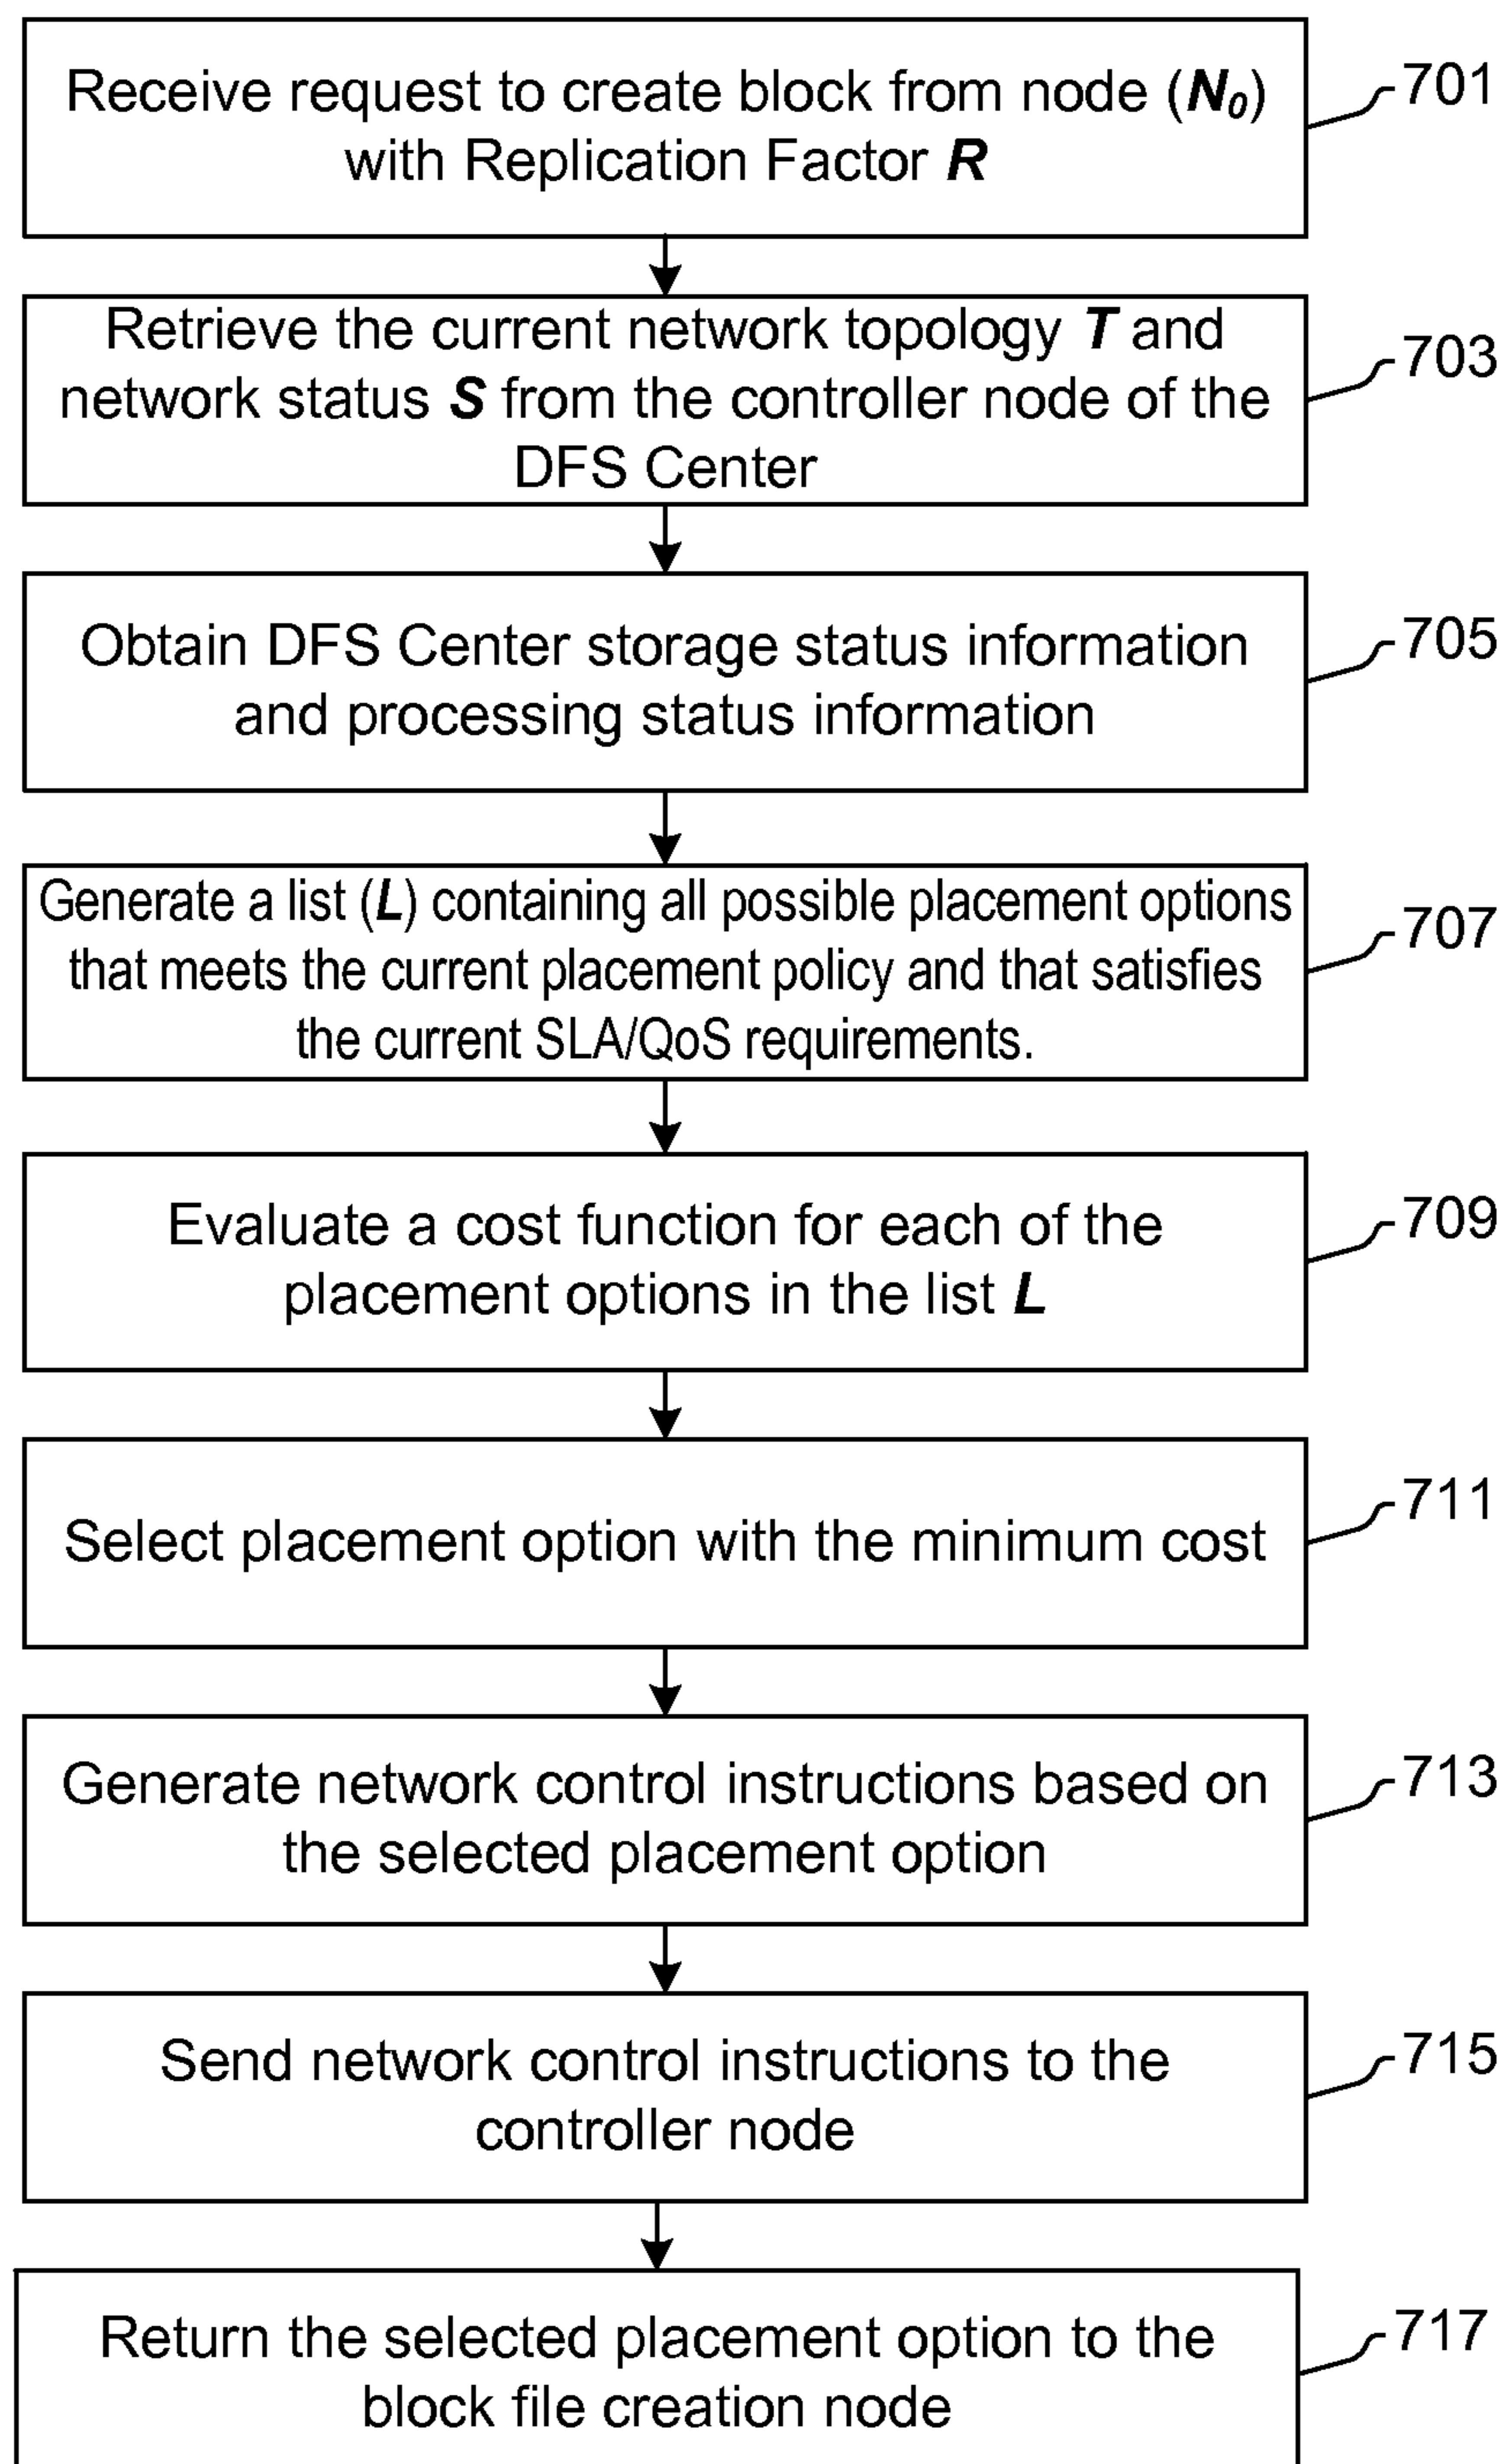 Receive request to create block from node (N0)
with Replication Factor R
701
Retrieve the current network topology T and
network status S from the controller node of the
DFS Center
703
Obtain DFS Center storage status information
and processing status information
705
Generate a list (L) containing all possible placement options
that meets the current placement policy and that satisfies
the current SLA/QoS requirements.
707
Evaluate a cost function for each of the
placement options in the list L
709
Select placement option with the minimum cost
711
Generate network control instructions based on
the selected placement option
713
Send network control instructions to the
controller node
715
Return the selected placement option to the
block file creation node
717